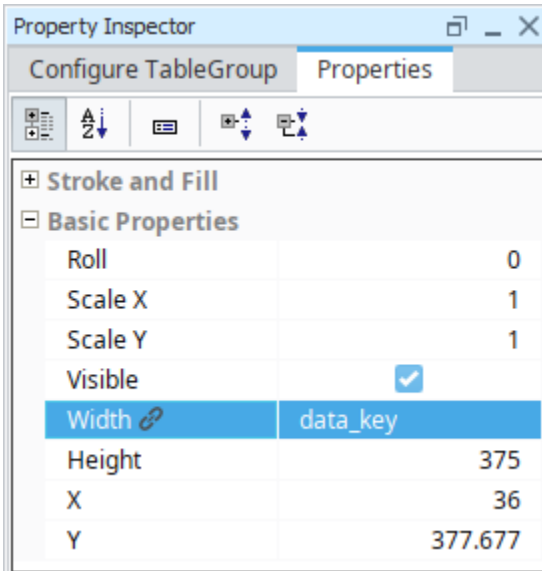 Property Inspector
Configure TableGroup Properties
A
Z
Stroke and Fill
Basic Properties
Roll 0
Scale X 1
Scale Y 1
Visible
Width data_key
Height 375
X 36
Y 377.677